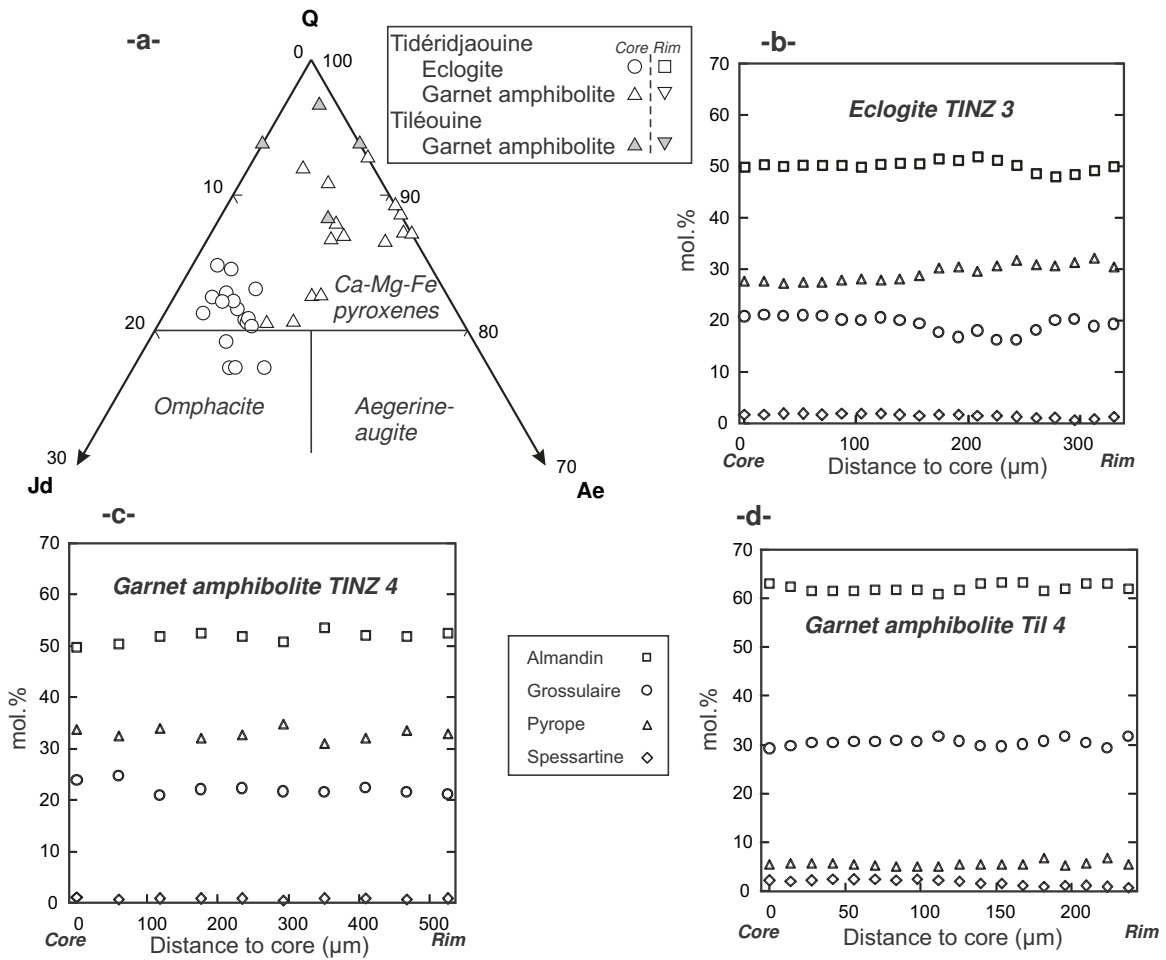 -a-
Q
0
100
10
90
20
80
30
70
Jd
Ae
Ca-Mg-Fe
pyroxenes
Omphacite
Aegerine-
augite
Core Rim
Tidéridjaouine
Eclogite
Garnet amphibolite
Tiléouine
Garnet amphibolite
-b-
Eclogite TINZ 3
mol.%
70
60
50
40
30
20
10
0
0 100 200 300
Core Distance to core (µm) Rim
-c-
Garnet amphibolite TINZ 4
mol.%
70
60
50
40
30
20
10
0
0 100 200 300 400 500
Core Distance to core (µm) Rim
Almandin
Grossulaire
Pyrope
Spessartine
-d-
Garnet amphibolite Til 4
mol.%
70
60
50
40
30
20
10
0
0 50 100 150 200
Core Distance to core (µm) Rim